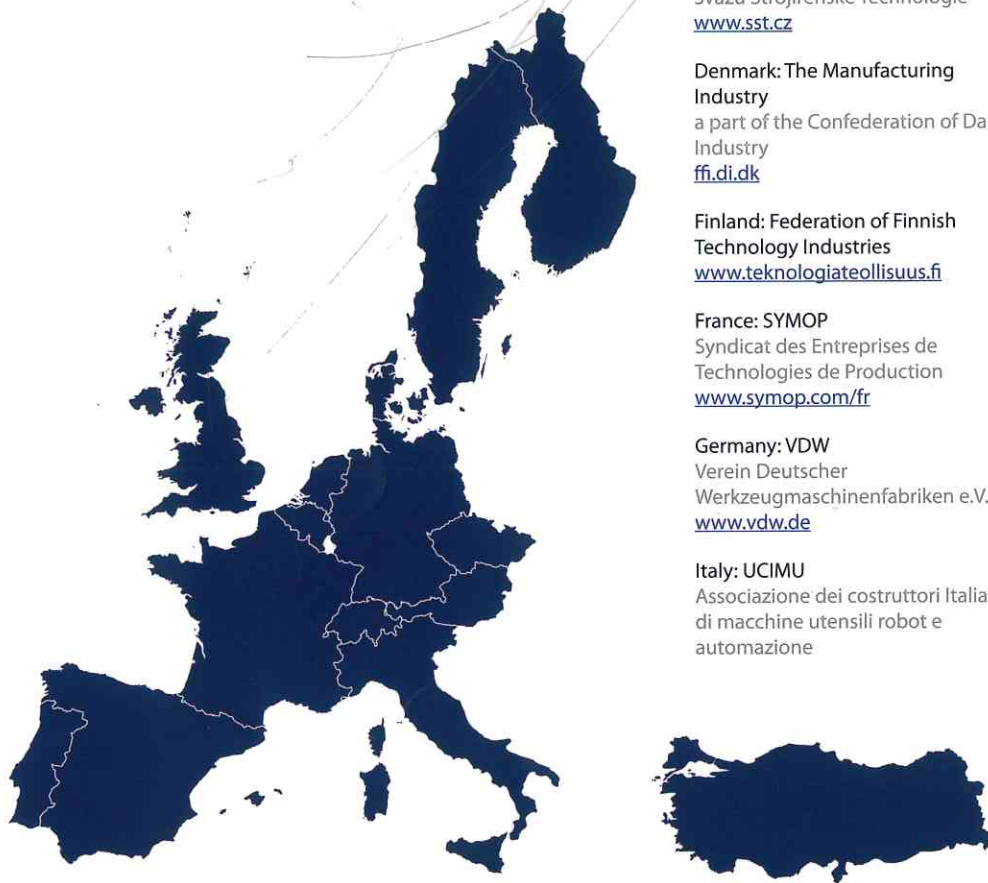 Svazu Strojírenské Technologie
www.sst.cz
Denmark: The Manufacturing
Industry
a part of the Confederation of Da
Industry
ffi.di.dk
Finland: Federation of Finnish
Technology Industries
www.teknologiateollisuus.fi
France: SYMOP
Syndicat des Entreprises de
Technologies de Production
www.symop.com/fr
Germany: VDW
Verein Deutscher
Werkzeugmaschinenfabriken e.V.
www.vdw.de
Italy: UCIMU
Associazione dei costruttori Italia
di macchine utensili robot e
automazione